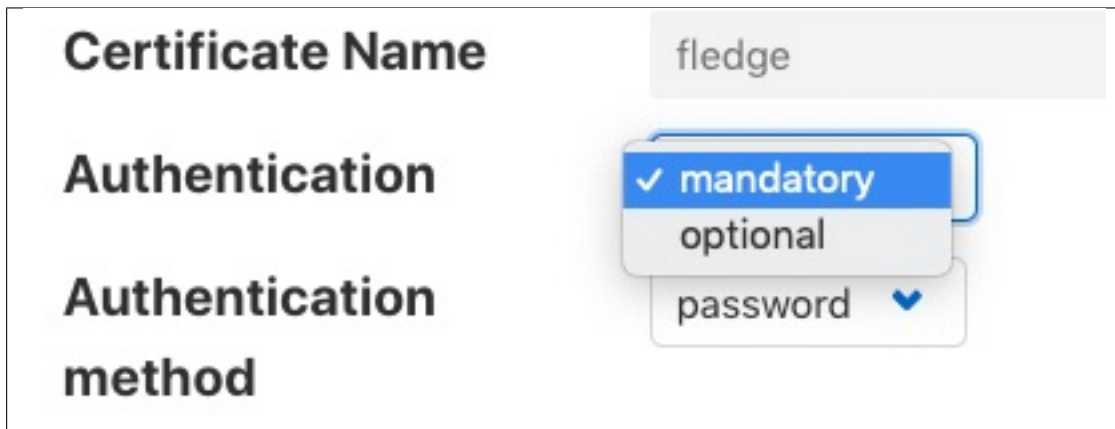 Certificate Name
fledge
Authentication
✓ mandatory
optional
Authentication
method
password